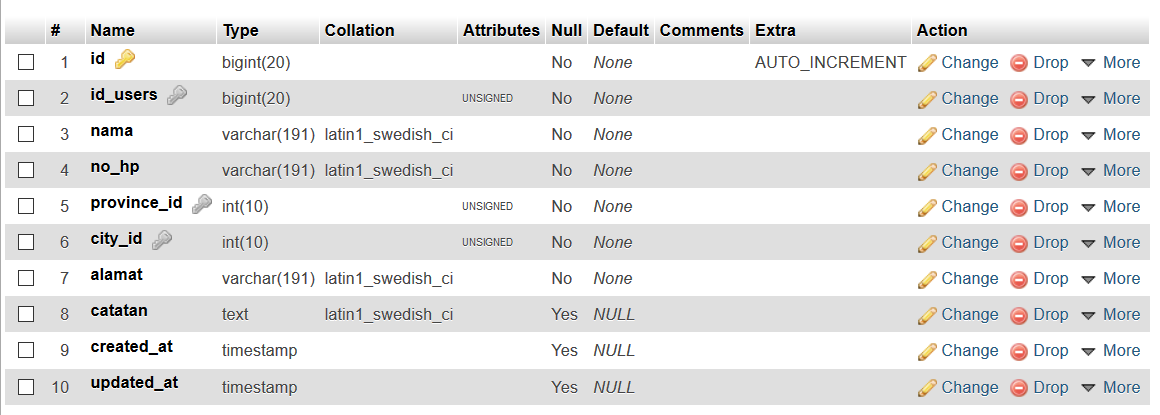 # Name Type Collation Attributes Null Default Comments Extra Action
1 id bigint(20) No None AUTO_INCREMENT Change Drop More
2 id_users bigint(20) UNSIGNED No None Change Drop More
3 nama varchar(191) latin1_swedish_ci No None Change Drop More
4 no_hp varchar(191) latin1_swedish_ci No None Change Drop More
5 province_id int(10) UNSIGNED No None Change Drop More
6 city_id int(10) UNSIGNED No None Change Drop More
7 alamat varchar(191) latin1_swedish_ci No None Change Drop More
8 catatan text latin1_swedish_ci Yes NULL Change Drop More
9 created_at timestamp Yes NULL Change Drop More
10 updated_at timestamp Yes NULL Change Drop More